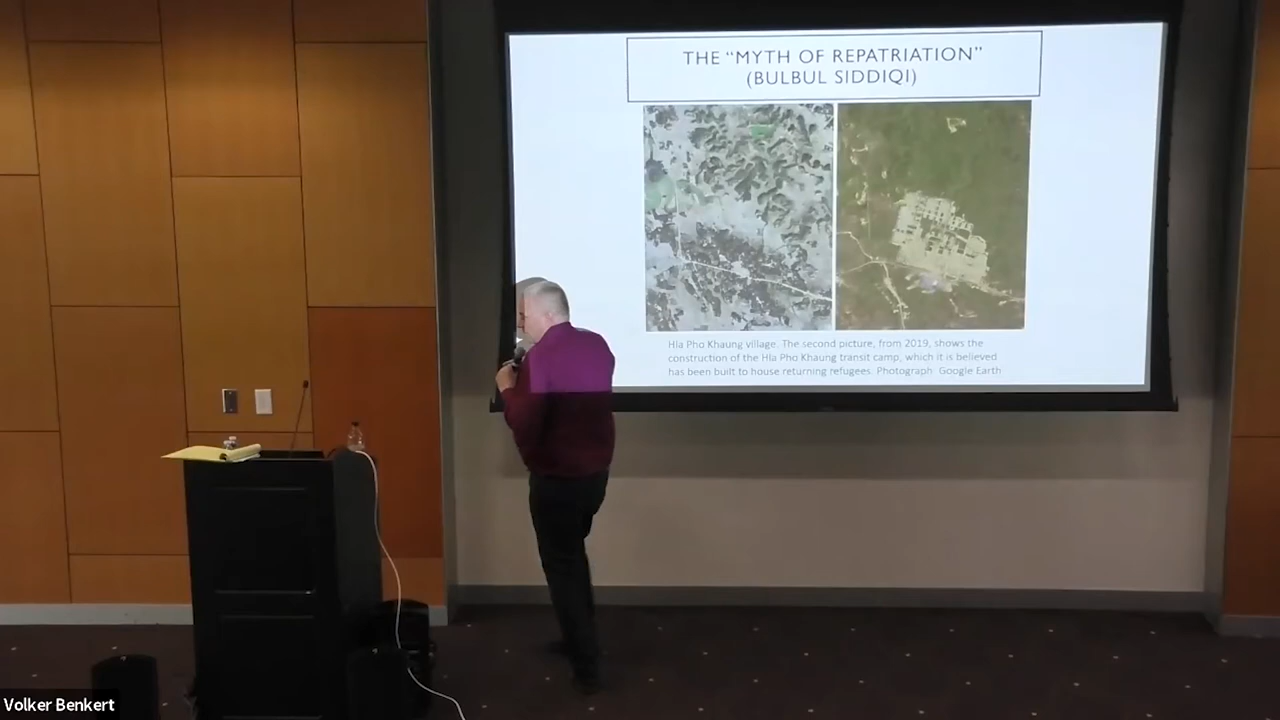 THE “MYTH OF REPATRIATION”
(BULBUL SIDDIQI)
Hla Pho Khaung village. The second picture, from 2019, shows the
construction of the Hla Pho Khaung transit camp, which it is believed
has been built to house returning refugees. Photograph: Google Earth
Volker Benkert